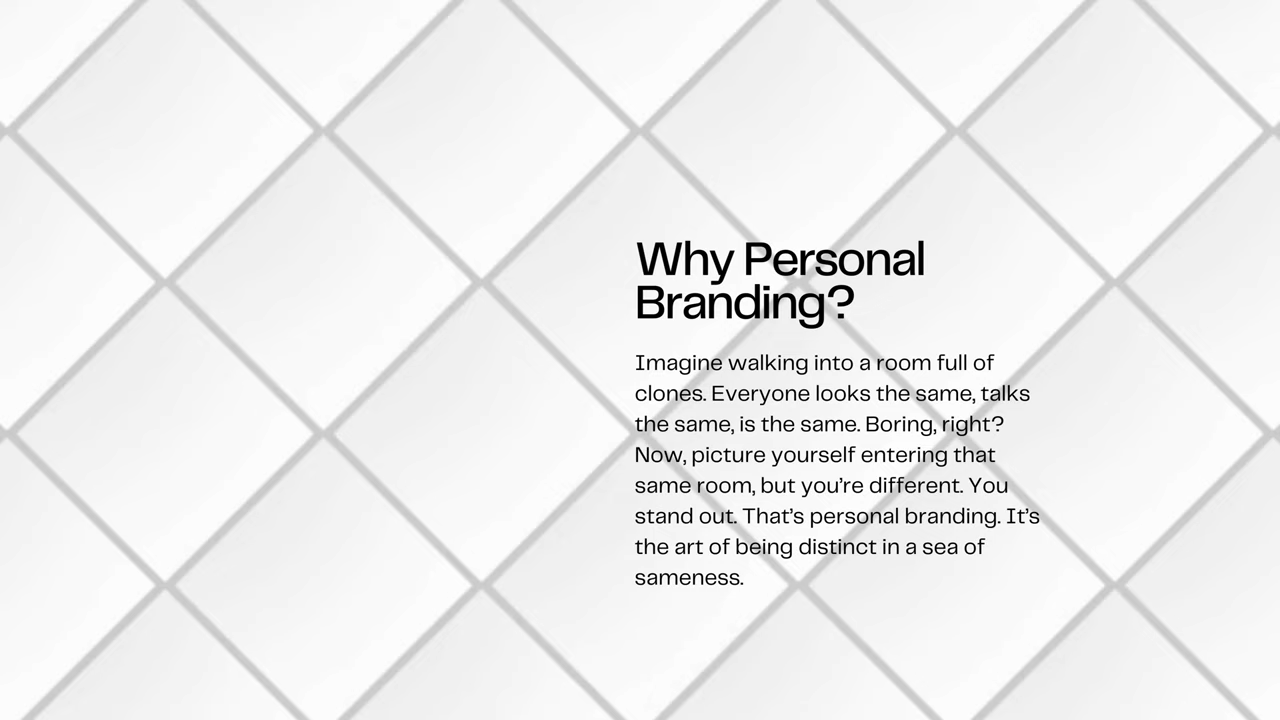 Why Personal
Branding?
Imagine walking into a room full of
clones. Everyone looks the same, talks
the same, is the same. Boring, right?
Now, picture yourself entering that
same room, but you’re different. You
stand out. That’s personal branding. It’s
the art of being distinct in a sea of
sameness.